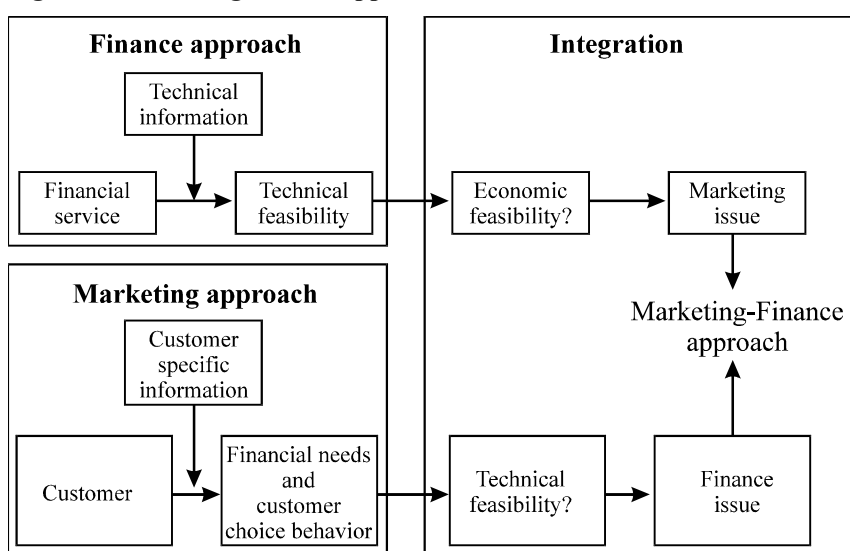 Finance approach
Technical
information
Financial
service
Technical
feasibility
Marketing approach
Customer
specific
information
Customer
Financial needs
and
customer
choice behavior
Integration
Economic
feasibility?
Marketing
issue
Marketing-Finance
approach
Technical
feasibility?
Finance
issue